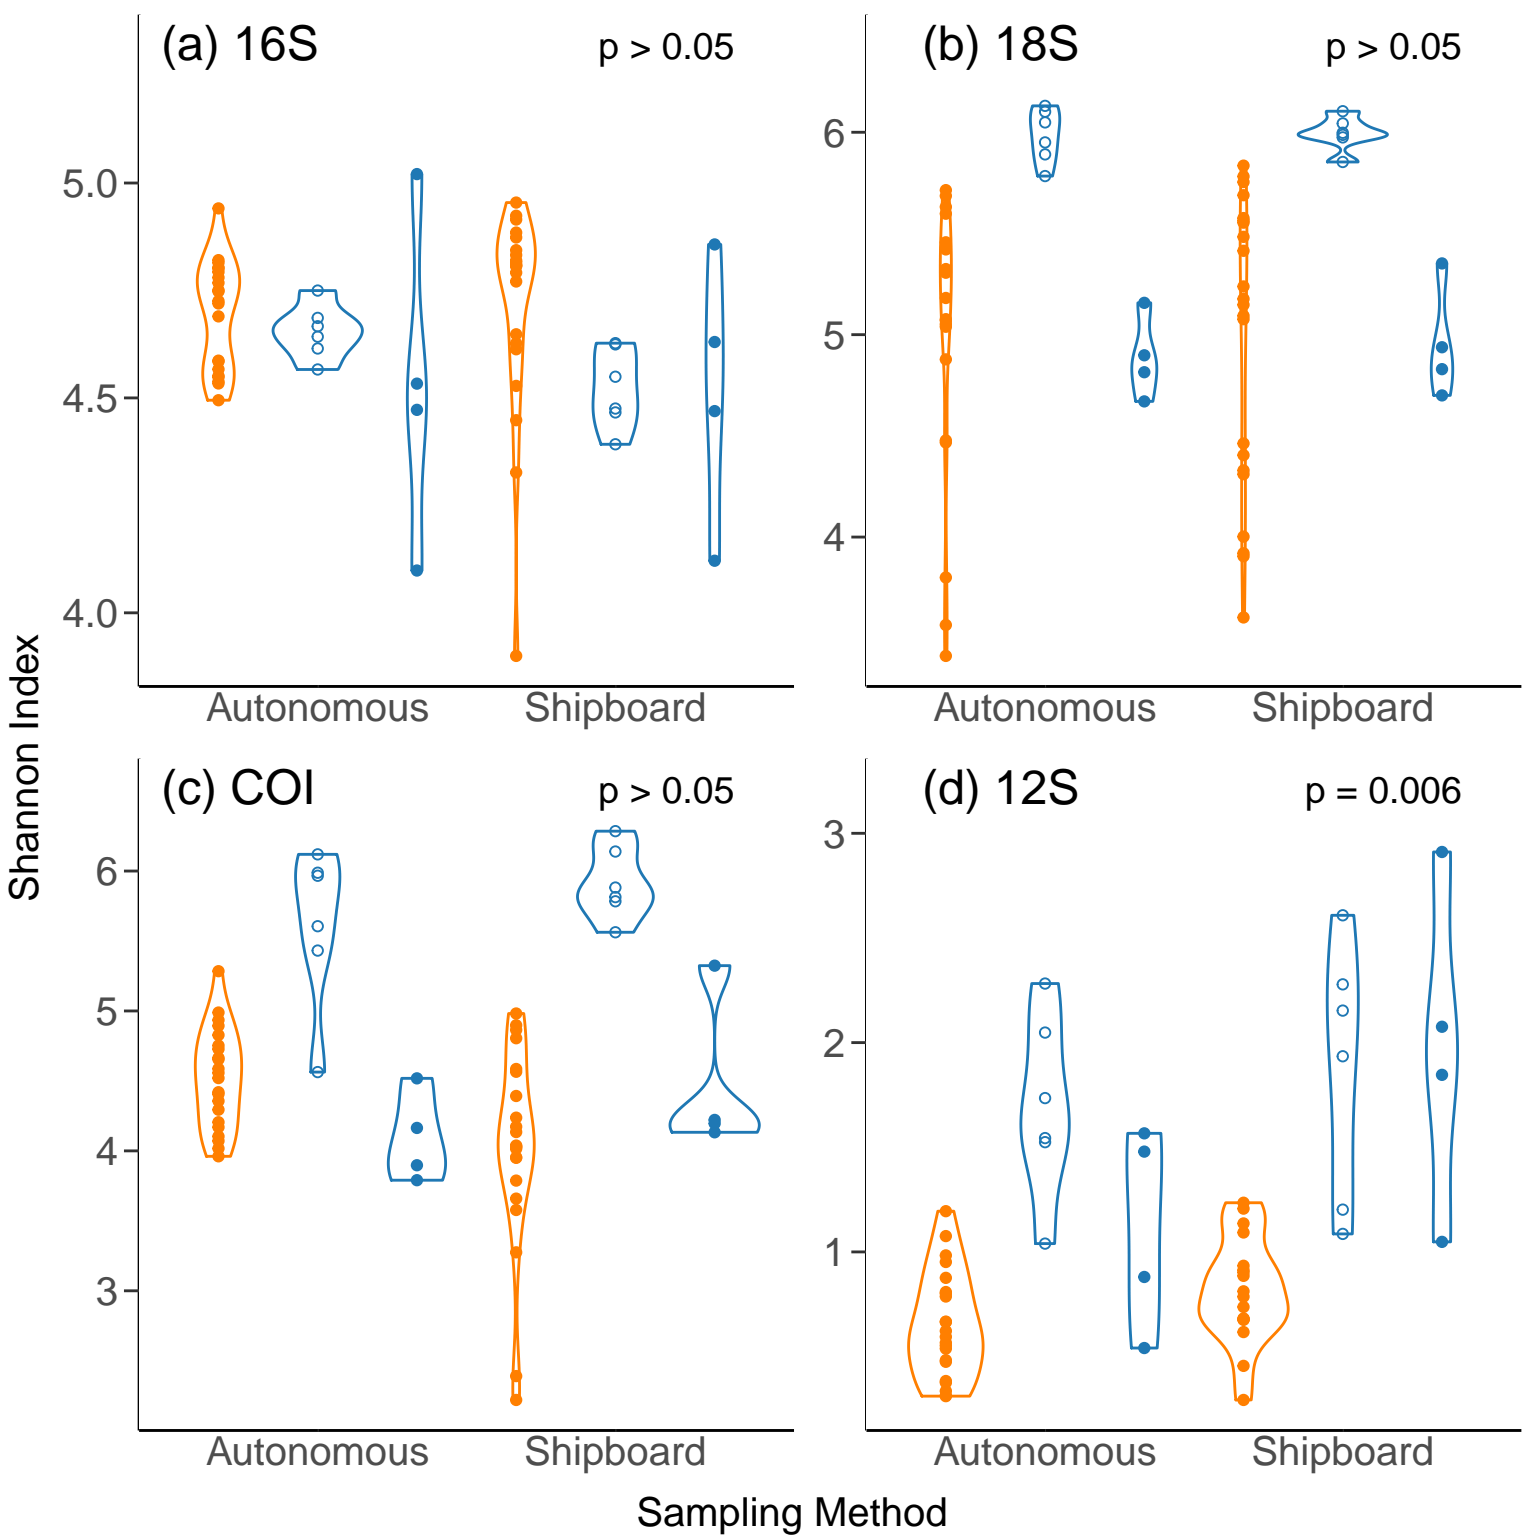 (a) 16S
p > 0.05
5.0
4.5
4.0
Autonomous
Shipboard
(b) 18S
p > 0.05
6
5
4
Autonomous
Shipboard
Shannon Index
(c) COI
p > 0.05
6
5
4
3
Autonomous
Shipboard
(d) 12S
p = 0.006
3
2
1
Autonomous
Shipboard
Sampling Method